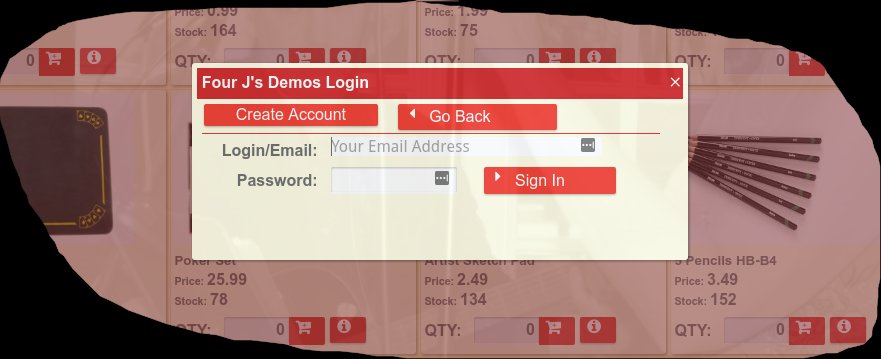 Price: 0.99
Price: 1.99
Stock: 164
Stock: 75
Stock:
QTY: 0
QTY:
QTY:
Four J's Demos Login
Create Account
Go Back
Login/Email: Your Email Address
Password:
Sign In
Poker Set
Artist Sketch Pad
5 Pencils HB-B4
Price: 25.99
Price: 2.49
Price: 3.49
Stock: 78
Stock: 134
Stock: 152
QTY: 0
QTY: 0
QTY: 0